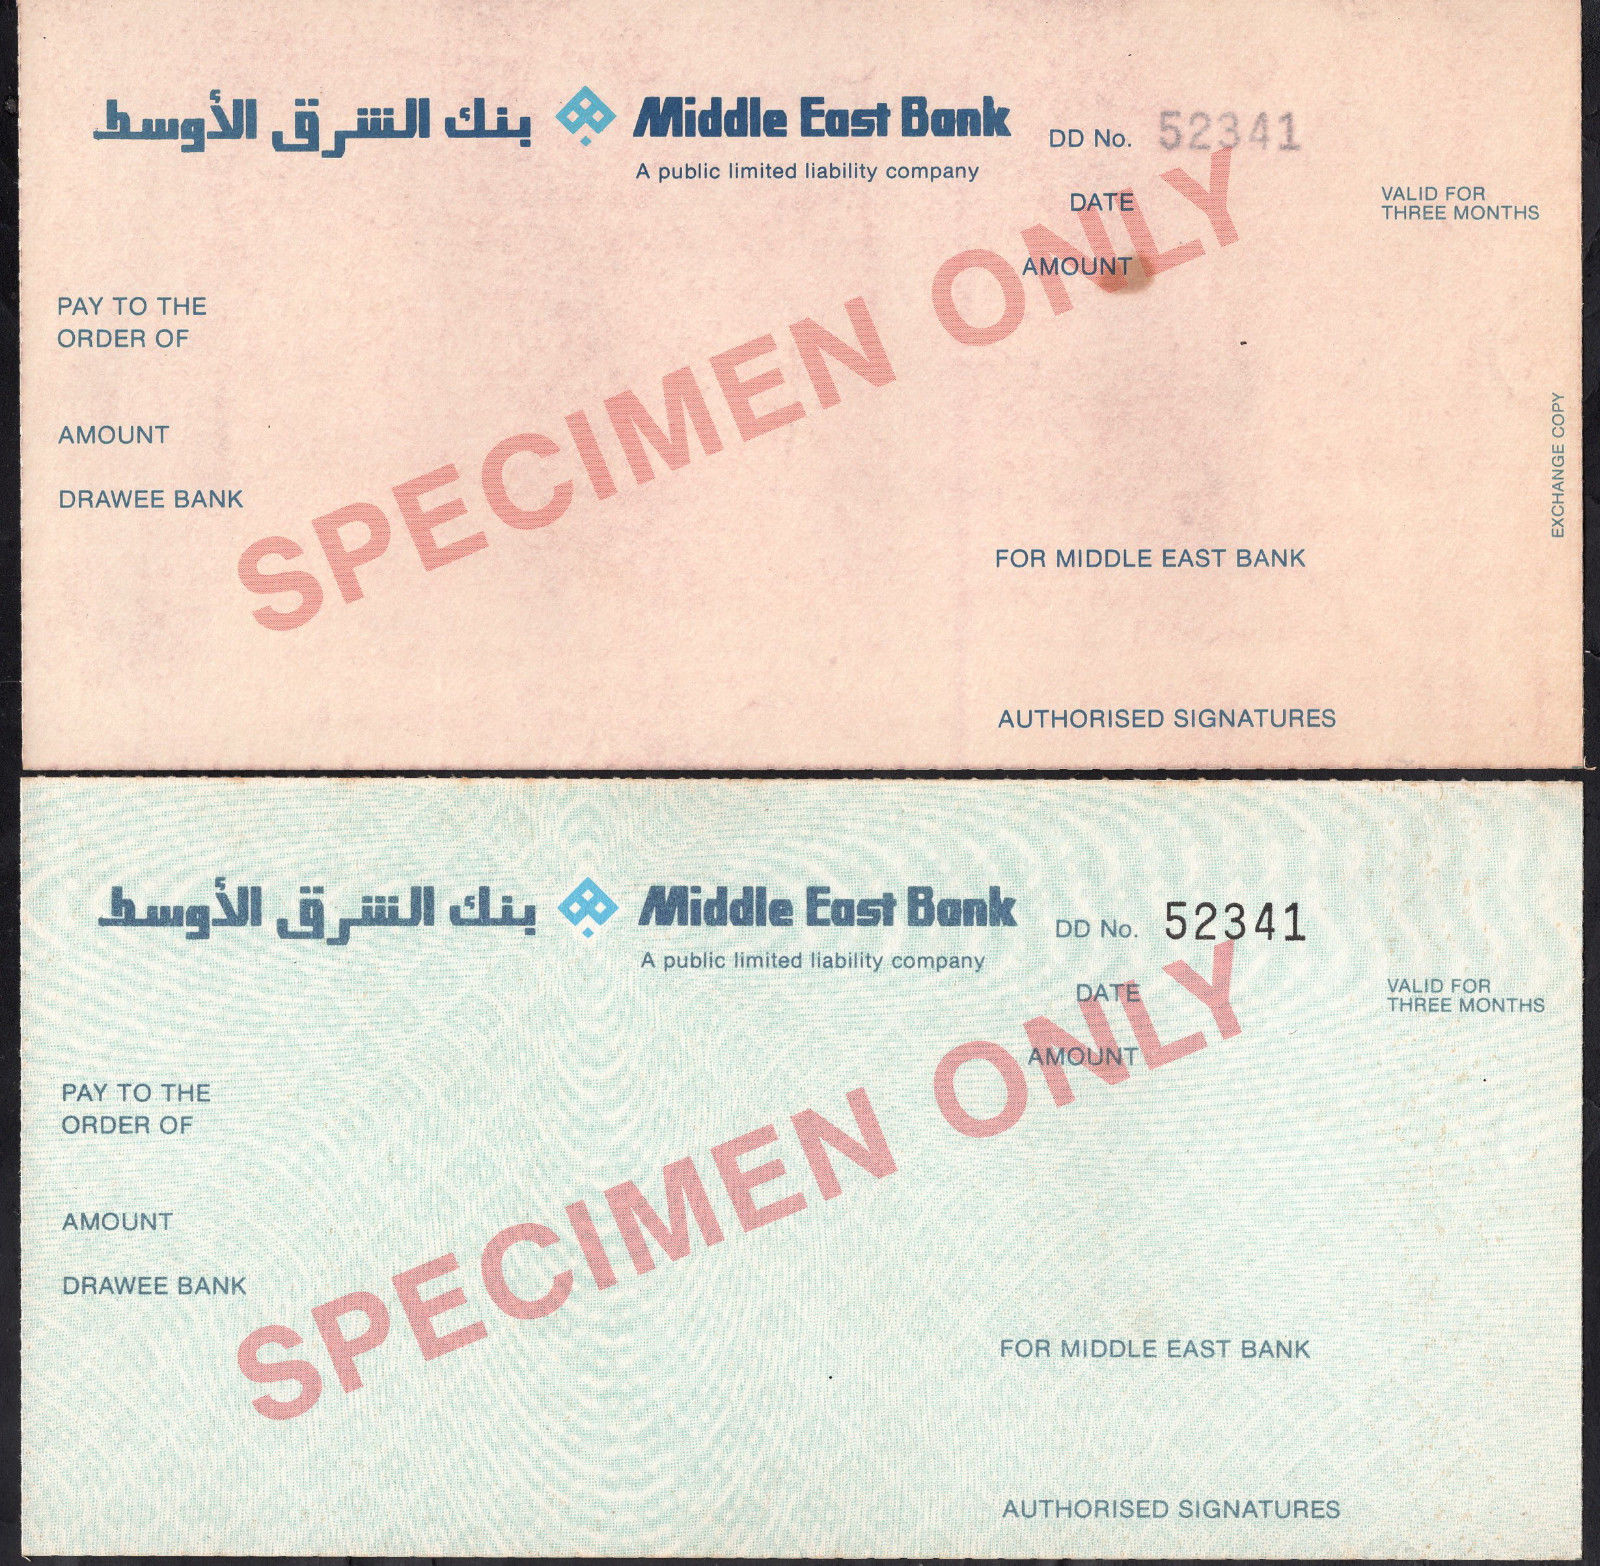 بنك الشرق الأوسط Middle East Bank
A public limited liability company
DD No. 52341
DATE
VALID FOR
THREE MONTHS
AMOUNT
PAY TO THE
ORDER OF
AMOUNT
DRAWEE BANK
SPECIMEN ONLY
FOR MIDDLE EAST BANK
AUTHORISED SIGNATURES
EXCHANGE COPY
بنك الشرق الأوسط Middle East Bank
A public limited liability company
DD No. 52341
DATE
VALID FOR
THREE MONTHS
AMOUNT
PAY TO THE
ORDER OF
AMOUNT
DRAWEE BANK
SPECIMEN ONLY
FOR MIDDLE EAST BANK
AUTHORISED SIGNATURES